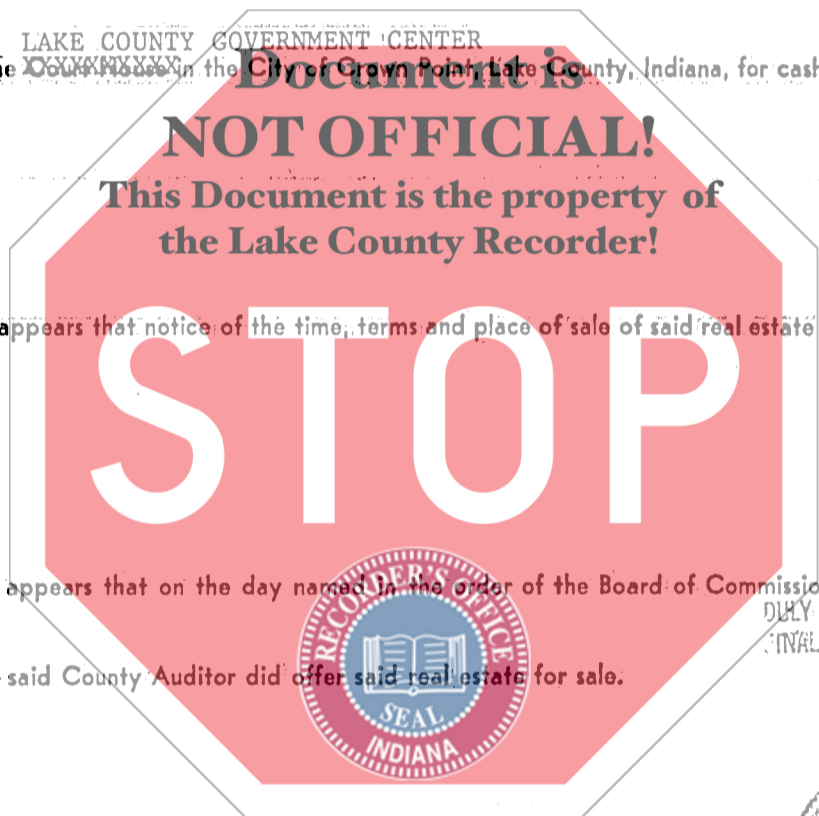 LAKE COUNTY GOVERNMENT CENTER
e Court House in the City of Crown Point, Lake County, Indiana, for cash
Document is
NOT OFFICIAL!
This Document is the property of
the Lake County Recorder!
appears that notice of the time, terms and place of sale of said real estate
STOP
appears that on the day named in the order of the Board of Commissio
DULY
FINAL
said County Auditor did offer said real estate for sale.
RECORDER'S OFFICE
SEAL
INDIANA